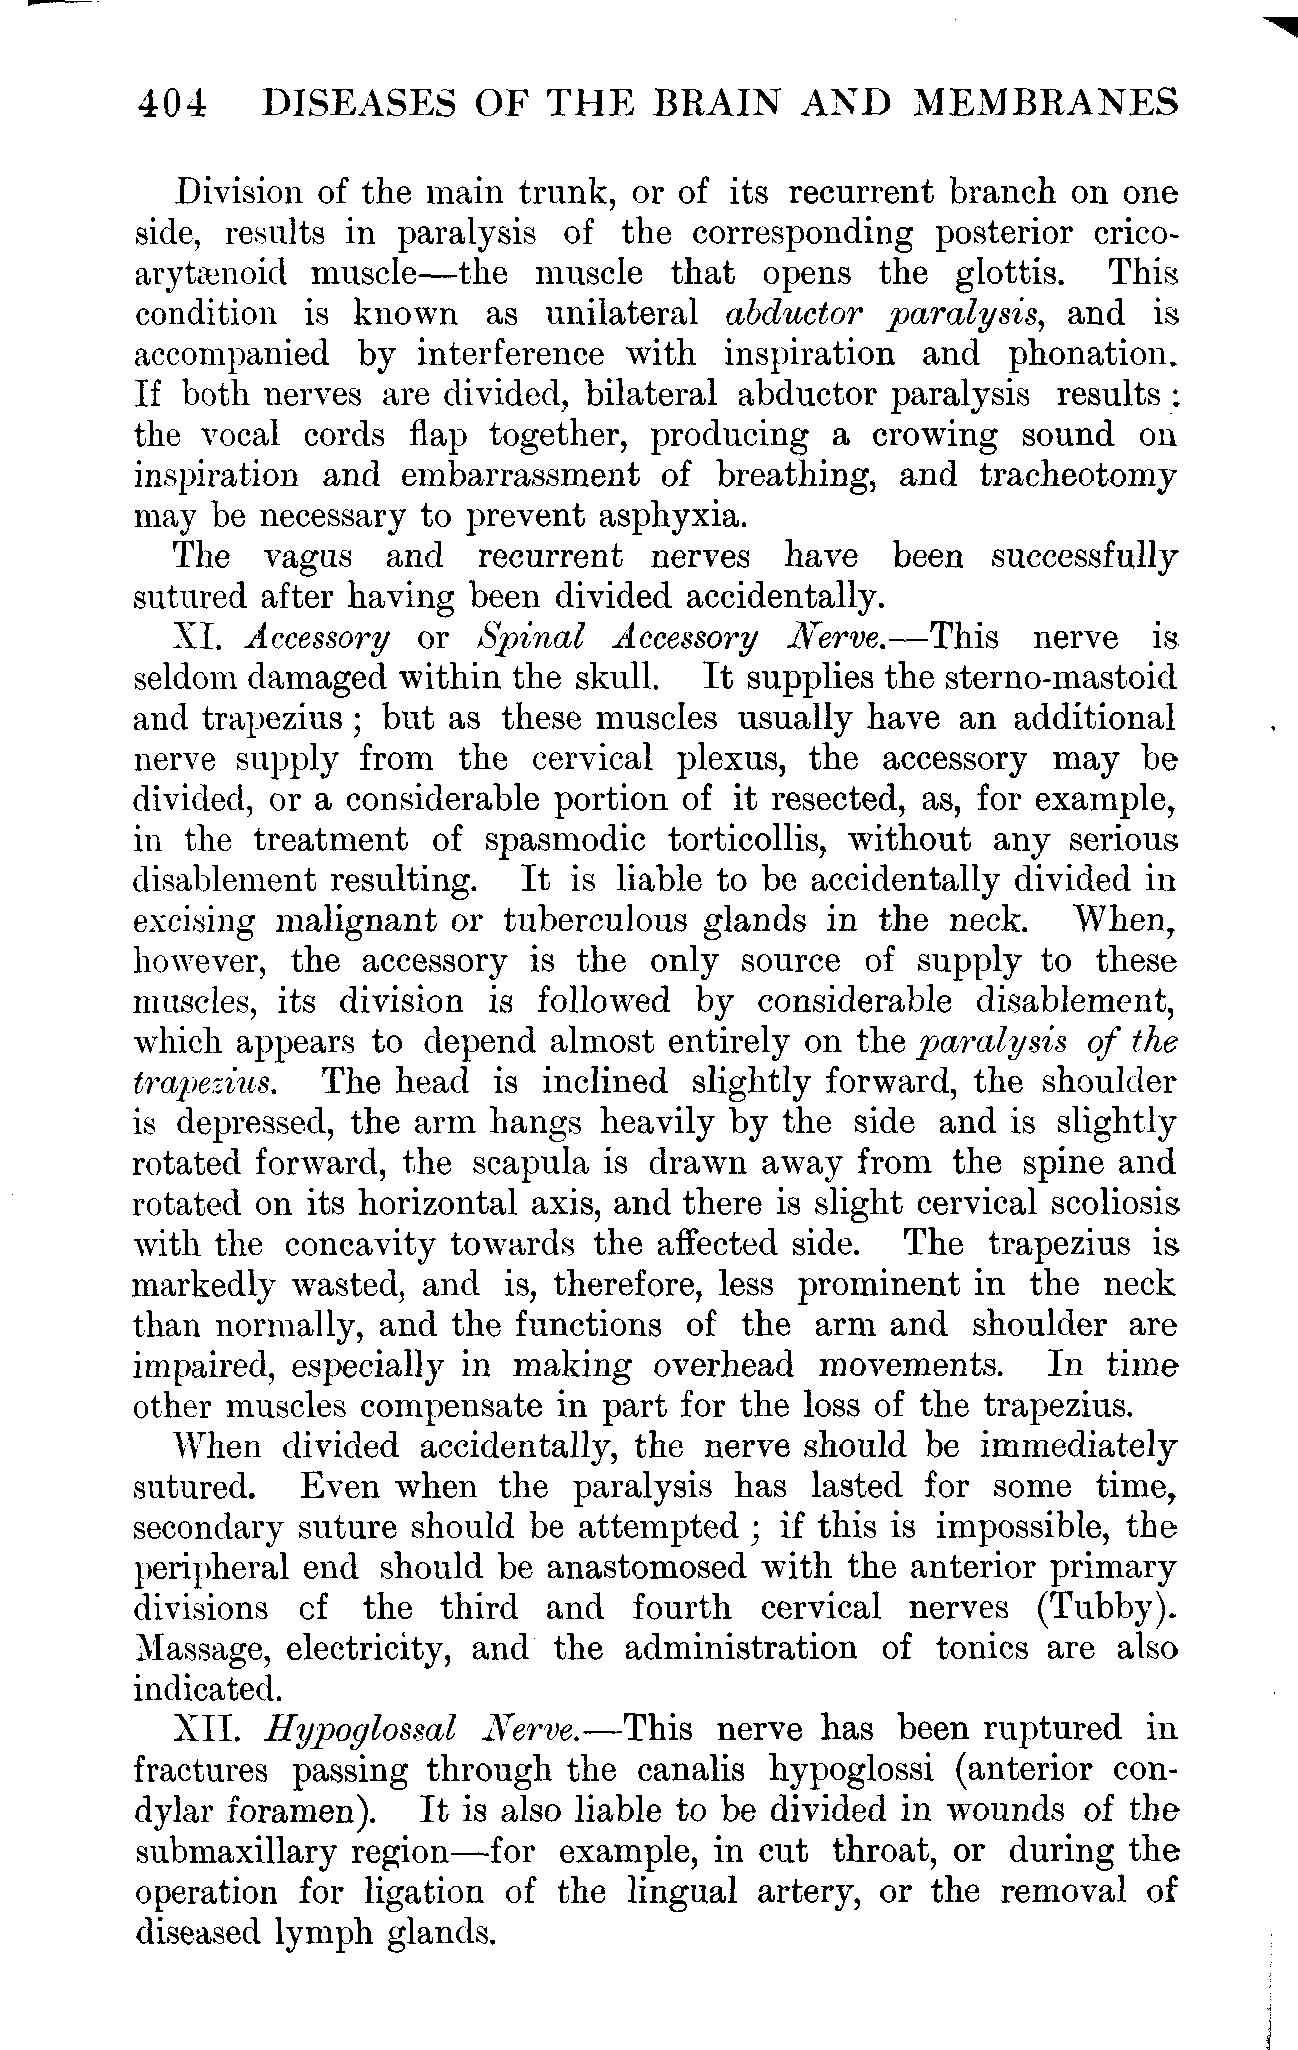 404 DISEASES OF THE BRAIN AND MEMBRANES
Division of the main trunk, or of its recurrent branch on one
side, results in paralysis of the corresponding posterior crico-
arytænoid muscle—the muscle that opens the glottis. This
condition is known as unilateral abductor paralysis, and is
accompanied by interference with inspiration and phonation.
If both nerves are divided, bilateral abductor paralysis results :
the vocal cords flap together, producing a crowing sound on
inspiration and embarrassment of breathing, and tracheotomy
may be necessary to prevent asphyxia.
The vagus and recurrent nerves have been successfully
sutured after having been divided accidentally.
XI. Accessory or Spinal Accessory Nerve.—This nerve is
seldom damaged within the skull. It supplies the sterno-mastoid
and trapezius ; but as these muscles usually have an additional
nerve supply from the cervical plexus, the accessory may be
divided, or a considerable portion of it resected, as, for example,
in the treatment of spasmodic torticollis, without any serious
disablement resulting. It is liable to be accidentally divided in
excising malignant or tuberculous glands in the neck. When,
however, the accessory is the only source of supply to these
muscles, its division is followed by considerable disablement,
which appears to depend almost entirely on the paralysis of the
trapezius. The head is inclined slightly forward, the shoulder
is depressed, the arm hangs heavily by the side and is slightly
rotated forward, the scapula is drawn away from the spine and
rotated on its horizontal axis, and there is slight cervical scoliosis
with the concavity towards the affected side. The trapezius is
markedly wasted, and is, therefore, less prominent in the neck
than normally, and the functions of the arm and shoulder are
impaired, especially in making overhead movements. In time
other muscles compensate in part for the loss of the trapezius.
When divided accidentally, the nerve should be immediately
sutured. Even when the paralysis has lasted for some time,
secondary suture should be attempted ; if this is impossible, the
peripheral end should be anastomosed with the anterior primary
divisions cf the third and fourth cervical nerves (Tubby).
Massage, electricity, and the administration of tonics are also
indicated.
XII. Hypoglossal Nerve.—This nerve has been ruptured in
fractures passing through the canalis hypoglossi (anterior con-
dylar foramen). It is also liable to be divided in wounds of the
submaxillary region—for example, in cut throat, or during the
operation for ligation of the lingual artery, or the removal of
diseased lymph glands.